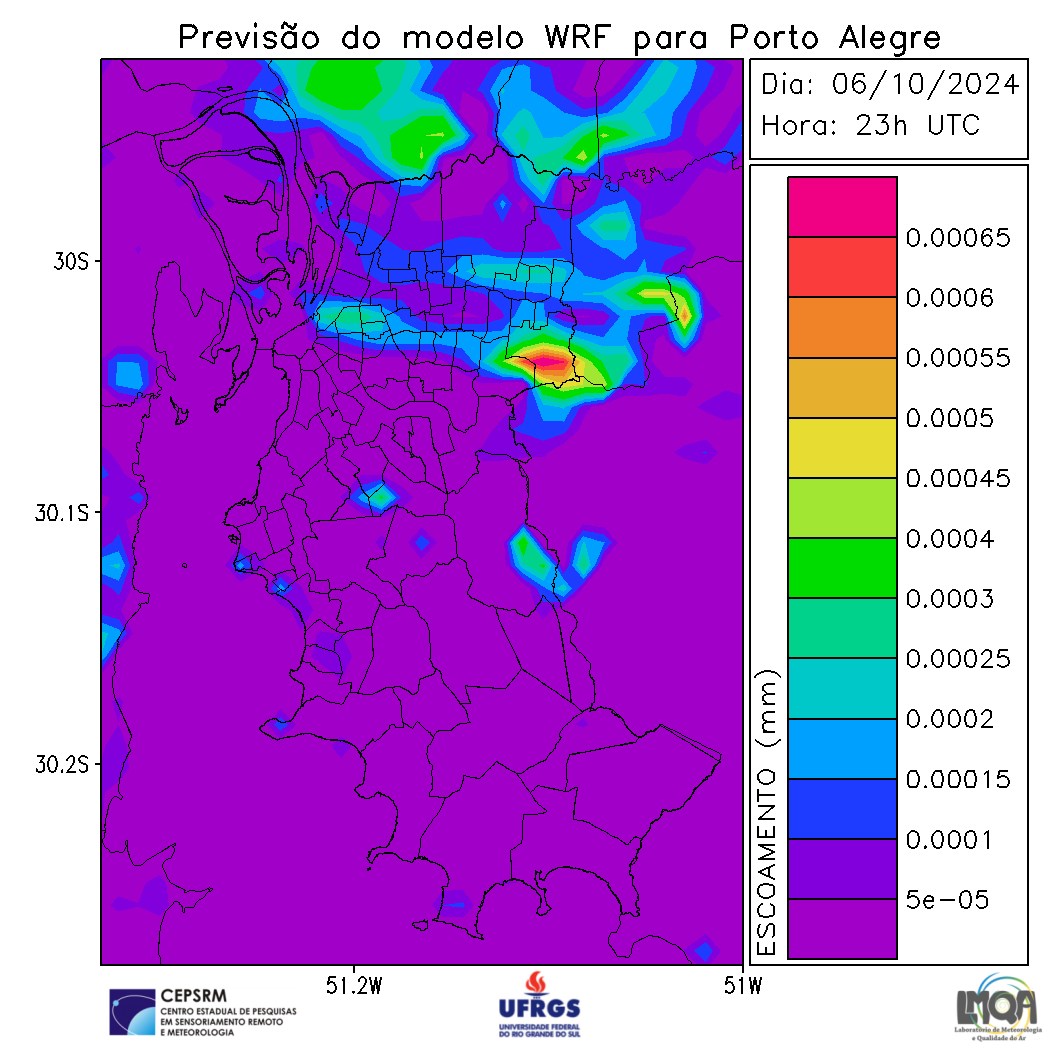 Previsão do modelo WRF para Porto Alegre
Dia: 06/10/2024
Hora: 23h UTC
0.00065
0.0006
0.00055
0.0005
0.00045
0.0004
0.0003
0.00025
0.0002
0.00015
0.0001
5e-05
ESCOAMENTO (mm)
30S
30.1S
30.2S
51.2W
51W
CEPSRM
CENTRO ESTADUAL DE PESQUISAS
EM SENSORIAMENTO REMOTO
E METEOROLOGIA
UFRGS
UNIVERSIDADE FEDERAL
DO RIO GRANDE DO SUL
LMQA
Laboratório de Meteorologia
e Qualidade do Ar